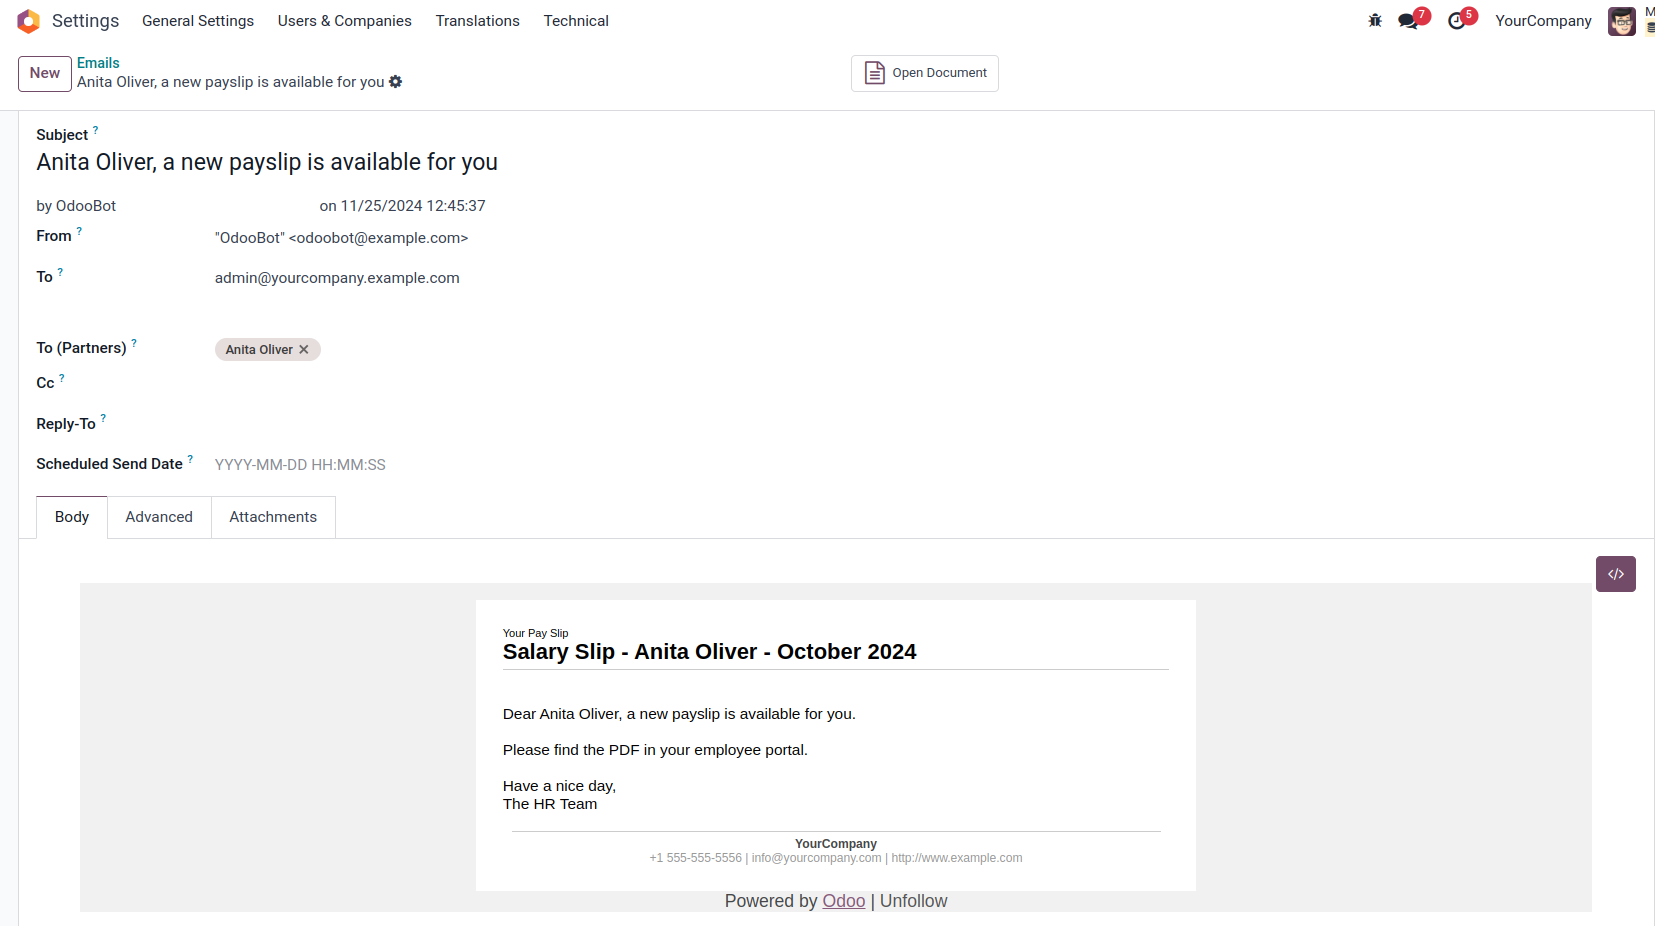 Settings General Settings Users & Companies Translations Technical 7 5 YourCompany M
New
Emails
Anita Oliver, a new payslip is available for you
Open Document
Subject ?
Anita Oliver, a new payslip is available for you
by OdooBot on 11/25/2024 12:45:37
From ? "OdooBot" <odoobot@example.com>
To ? admin@yourcompany.example.com
To (Partners) ? Anita Oliver ✕
Cc ?
Reply-To ?
Scheduled Send Date ? YYYY-MM-DD HH:MM:SS
Body Advanced Attachments
</>
Your Pay Slip
Salary Slip - Anita Oliver - October 2024
Dear Anita Oliver, a new payslip is available for you.
Please find the PDF in your employee portal.
Have a nice day,
The HR Team
YourCompany
+1 555-555-5556 | info@yourcompany.com | http://www.example.com
Powered by Odoo | Unfollow